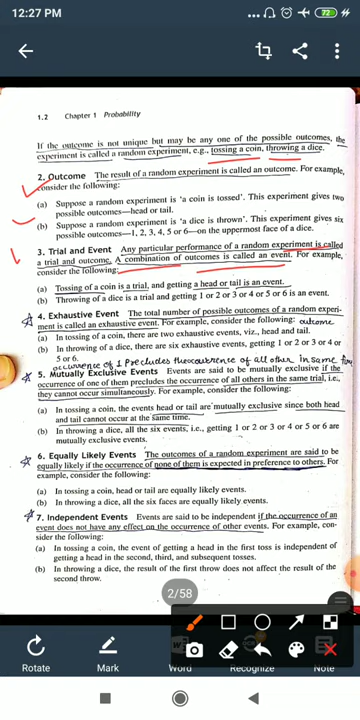 12:27 PM
72
1.2 Chapter 1 Probability
If the outcome is not unique but may be any one of the possible outcomes, the
experiment is called a random experiment, e.g., tossing a coin, throwing a dice.
2. Outcome The result of a random experiment is called an outcome. For example,
consider the following:
(a) Suppose a random experiment is 'a coin is tossed'. This experiment gives two
possible outcomes—head or tail.
(b) Suppose a random experiment is 'a dice is thrown'. This experiment gives six
possible outcomes—1, 2, 3, 4, 5 or 6—on the uppermost face of a dice.
3. Trial and Event Any particular performance of a random experiment is called
a trial and outcome. A combination of outcomes is called an event. For example,
consider the following:
(a) Tossing of a coin is a trial, and getting a head or tail is an event.
(b) Throwing of a dice is a trial and getting 1 or 2 or 3 or 4 or 5 or 6 is an event.
4. Exhaustive Event The total number of possible outcomes of a random experi-
ment is called an exhaustive event. For example, consider the following: outcome
(a) In tossing of a coin, there are two exhaustive events, viz., head and tail.
(b) In throwing of a dice, there are six exhaustive events, getting 1 or 2 or 3 or 4 or
5 or 6.
occurence of 1 precludes the ocurence of all other in same
5. Mutually Exclusive Events Events are said to be mutually exclusive if the
occurrence of one of them precludes the occurrence of all others in the same trial, i.e.,
they cannot occur simultaneously. For example, consider the following:
(a) In tossing a coin, the events head or tail are mutually exclusive since both head
and tail cannot occur at the same time.
(b) In throwing a dice, all the six events, i.e., getting 1 or 2 or 3 or 4 or 5 or 6 are
mutually exclusive events.
6. Equally Likely Events The outcomes of a random experiment are said to be
equally likely if the occurrence of none of them is expected in preference to others. For
example, consider the following:
(a) In tossing a coin, head or tail are equally likely events.
(b) In throwing a dice, all the six faces are equally likely events.
7. Independent Events Events are said to be independent if the occurrence of an
event does not have any effect on the occurrence of other events. For example, con-
sider the following:
(a) In tossing a coin, the event of getting a head in the first toss is independent of
getting a head in the second, third, and subsequent tosses.
(b) In throwing a dice, the result of the first throw does not affect the result of the
second throw.
2/58
Rotate Mark Word Recognize Note